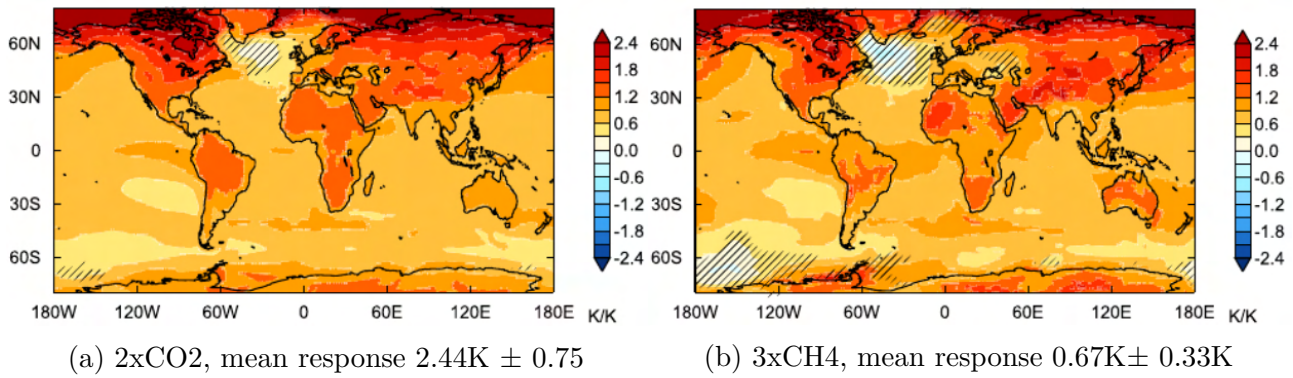 60N
30N
0
30S
60S
180W 120W 60W 0 60E 120E 180E K/K
2.4
1.8
1.2
0.6
0.0
-0.6
-1.2
-1.8
-2.4
(a) 2xCO2, mean response 2.44K ± 0.75
60N
30N
0
30S
60S
180W 120W 60W 0 60E 120E 180E K/K
2.4
1.8
1.2
0.6
0.0
-0.6
-1.2
-1.8
-2.4
(b) 3xCH4, mean response 0.67K± 0.33K